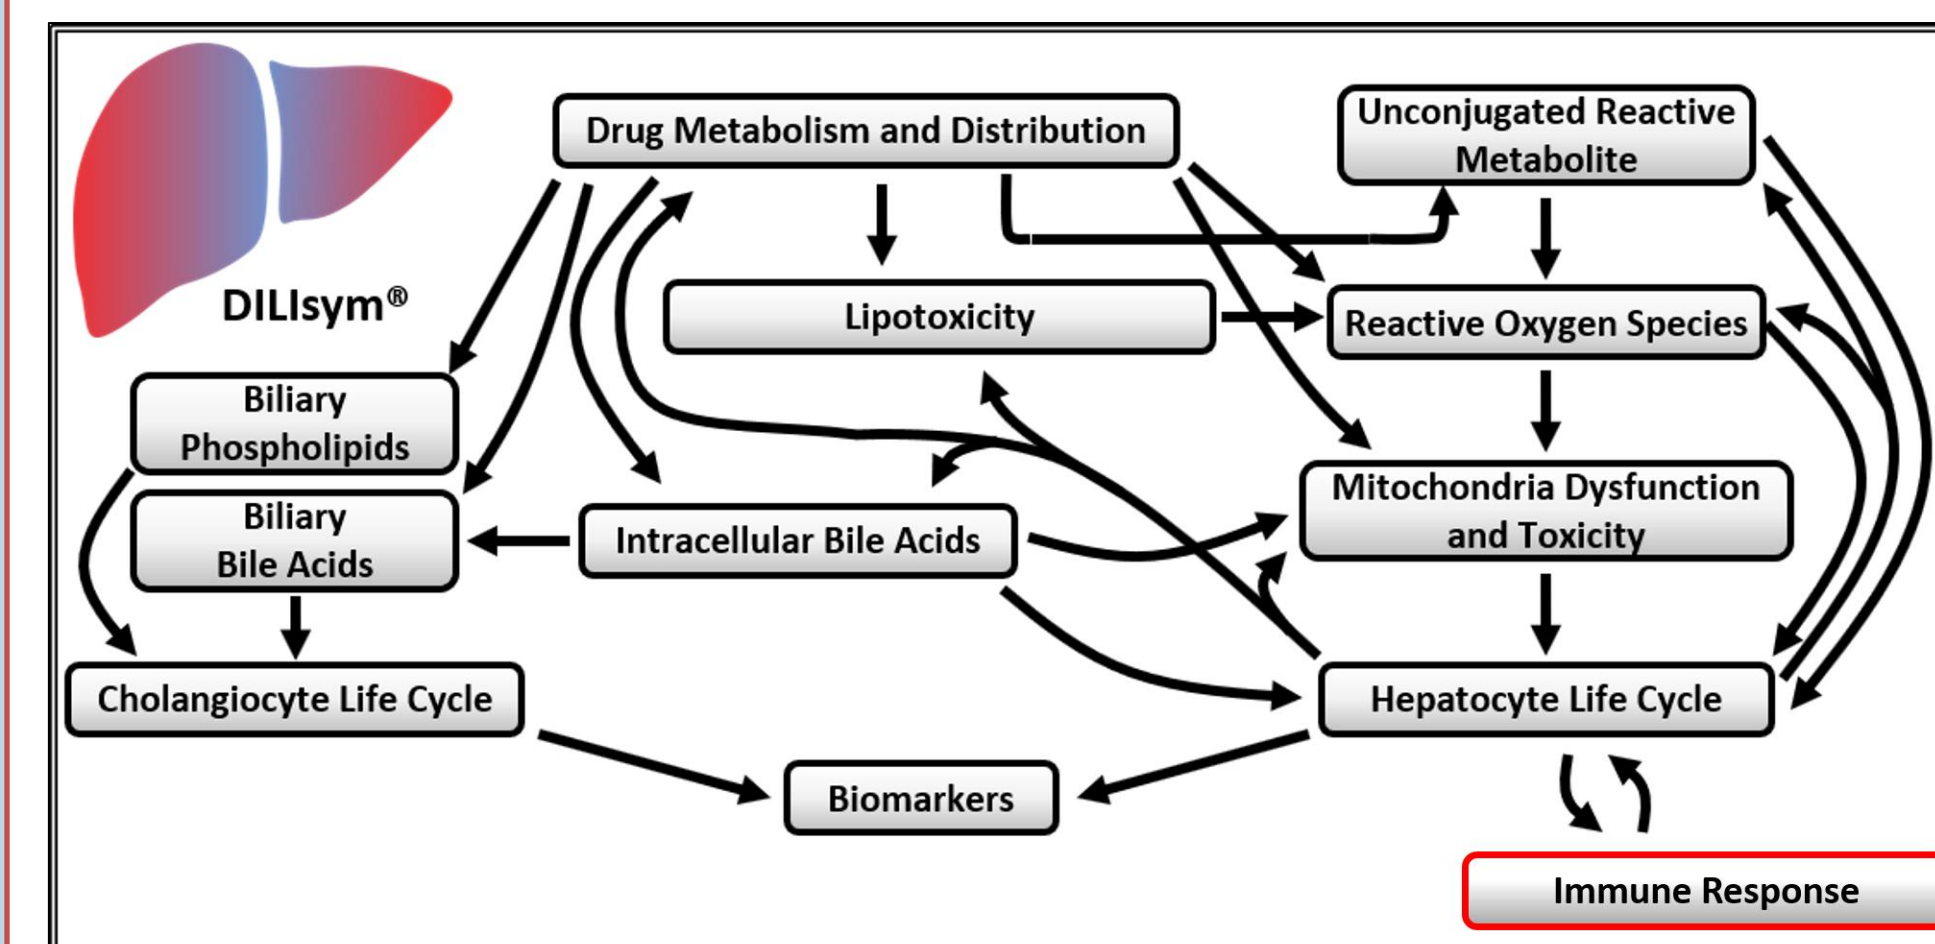 Drug Metabolism and Distribution
Unconjugated Reactive
Metabolite
DILIsym®
Lipotoxicity
Reactive Oxygen Species
Biliary
Phospholipids
Biliary
Bile Acids
Intracellular Bile Acids
Mitochondria Dysfunction
and Toxicity
Cholangiocyte Life Cycle
Hepatocyte Life Cycle
Biomarkers
Immune Response